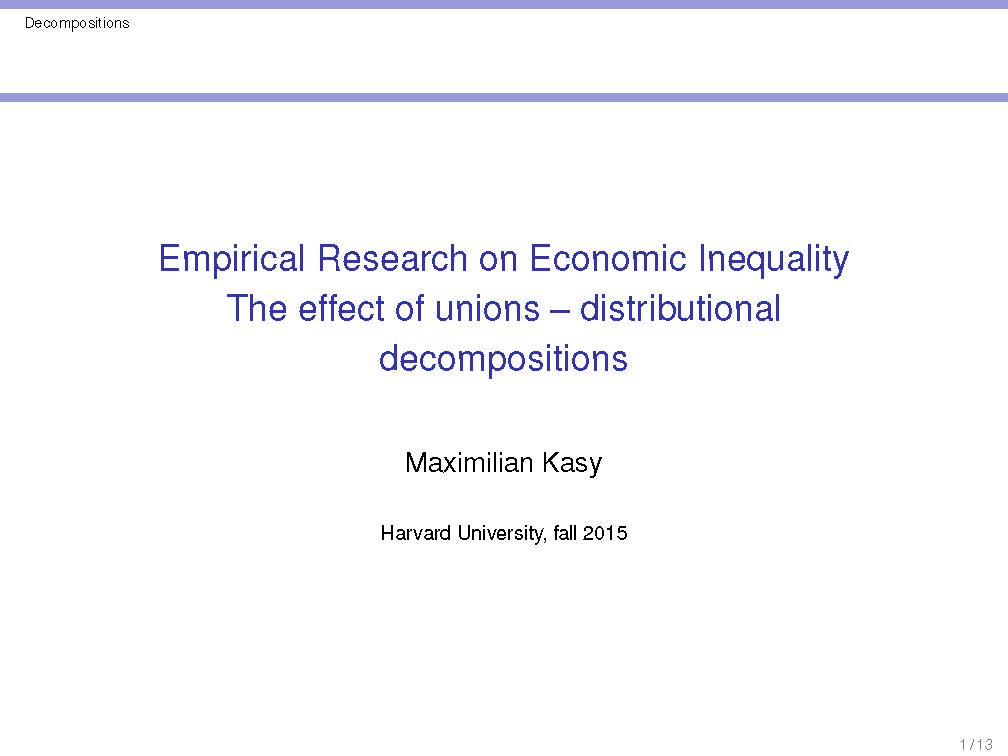 Decompositions
Empirical Research on Economic Inequality
The effect of unions – distributional
decompositions
Maximilian Kasy
Harvard University, fall 2015
1 / 13